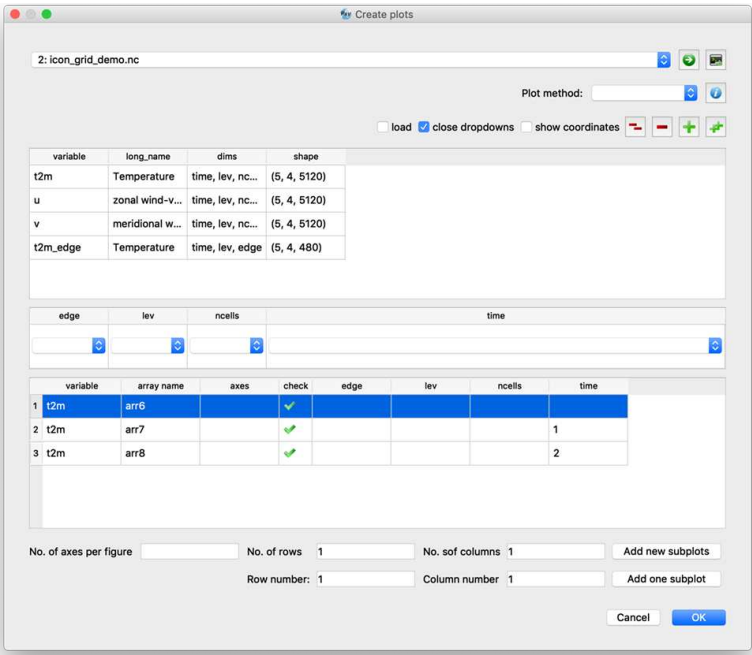 Create plots
2: icon_grid_demo.nc
Plot method:
load close dropdowns show coordinates
variable long_name dims shape
t2m Temperature time, lev, nc... (5, 4, 5120)
u zonal wind-v... time, lev, nc... (5, 4, 5120)
v meridional w... time, lev, nc... (5, 4, 5120)
t2m_edge Temperature time, lev, edge (5, 4, 480)
edge lev ncells time
variable array name axes check edge lev ncells time
1 t2m arr6
2 t2m arr7 1
3 t2m arr8 2
No. of axes per figure No. of rows 1 No. sof columns 1 Add new subplots
Row number: 1 Column number 1 Add one subplot
Cancel OK